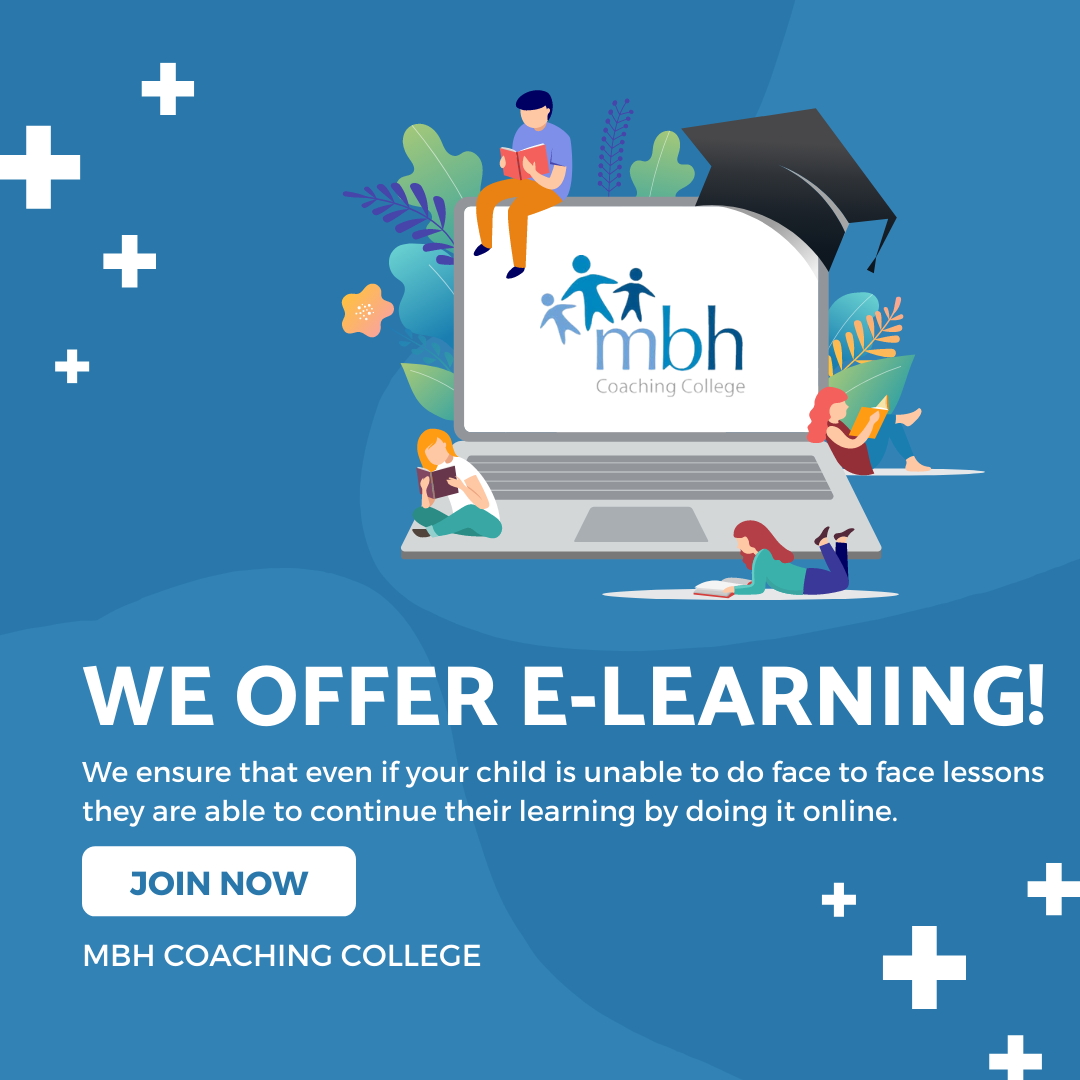 mbh
Coaching College
WE OFFER E-LEARNING!
We ensure that even if your child is unable to do face to face lessons
they are able to continue their learning by doing it online.
JOIN NOW
MBH COACHING COLLEGE